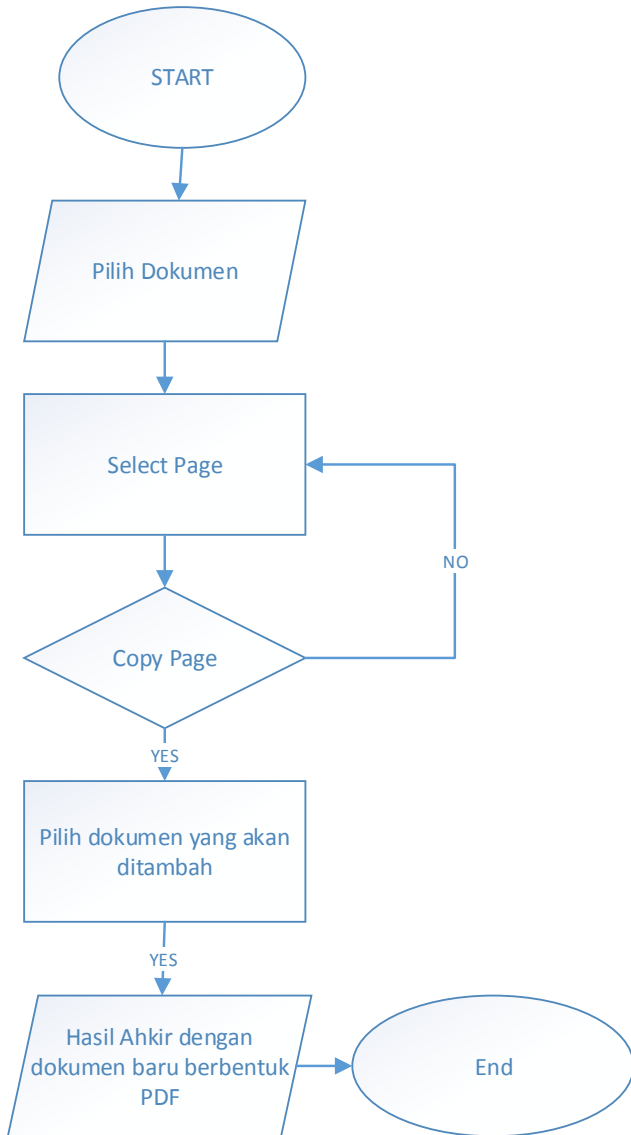 START
Pilih Dokumen
Select Page
NO
Copy Page
YES
Pilih dokumen yang akan
ditambah
YES
Hasil Ahkir dengan
dokumen baru berbentuk
PDF
End